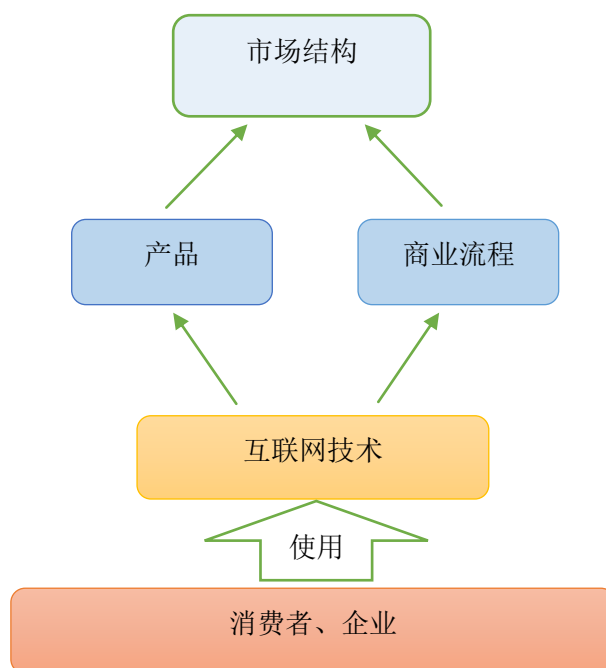 市场结构
产品
商业流程
互联网技术
使用
消费者、企业